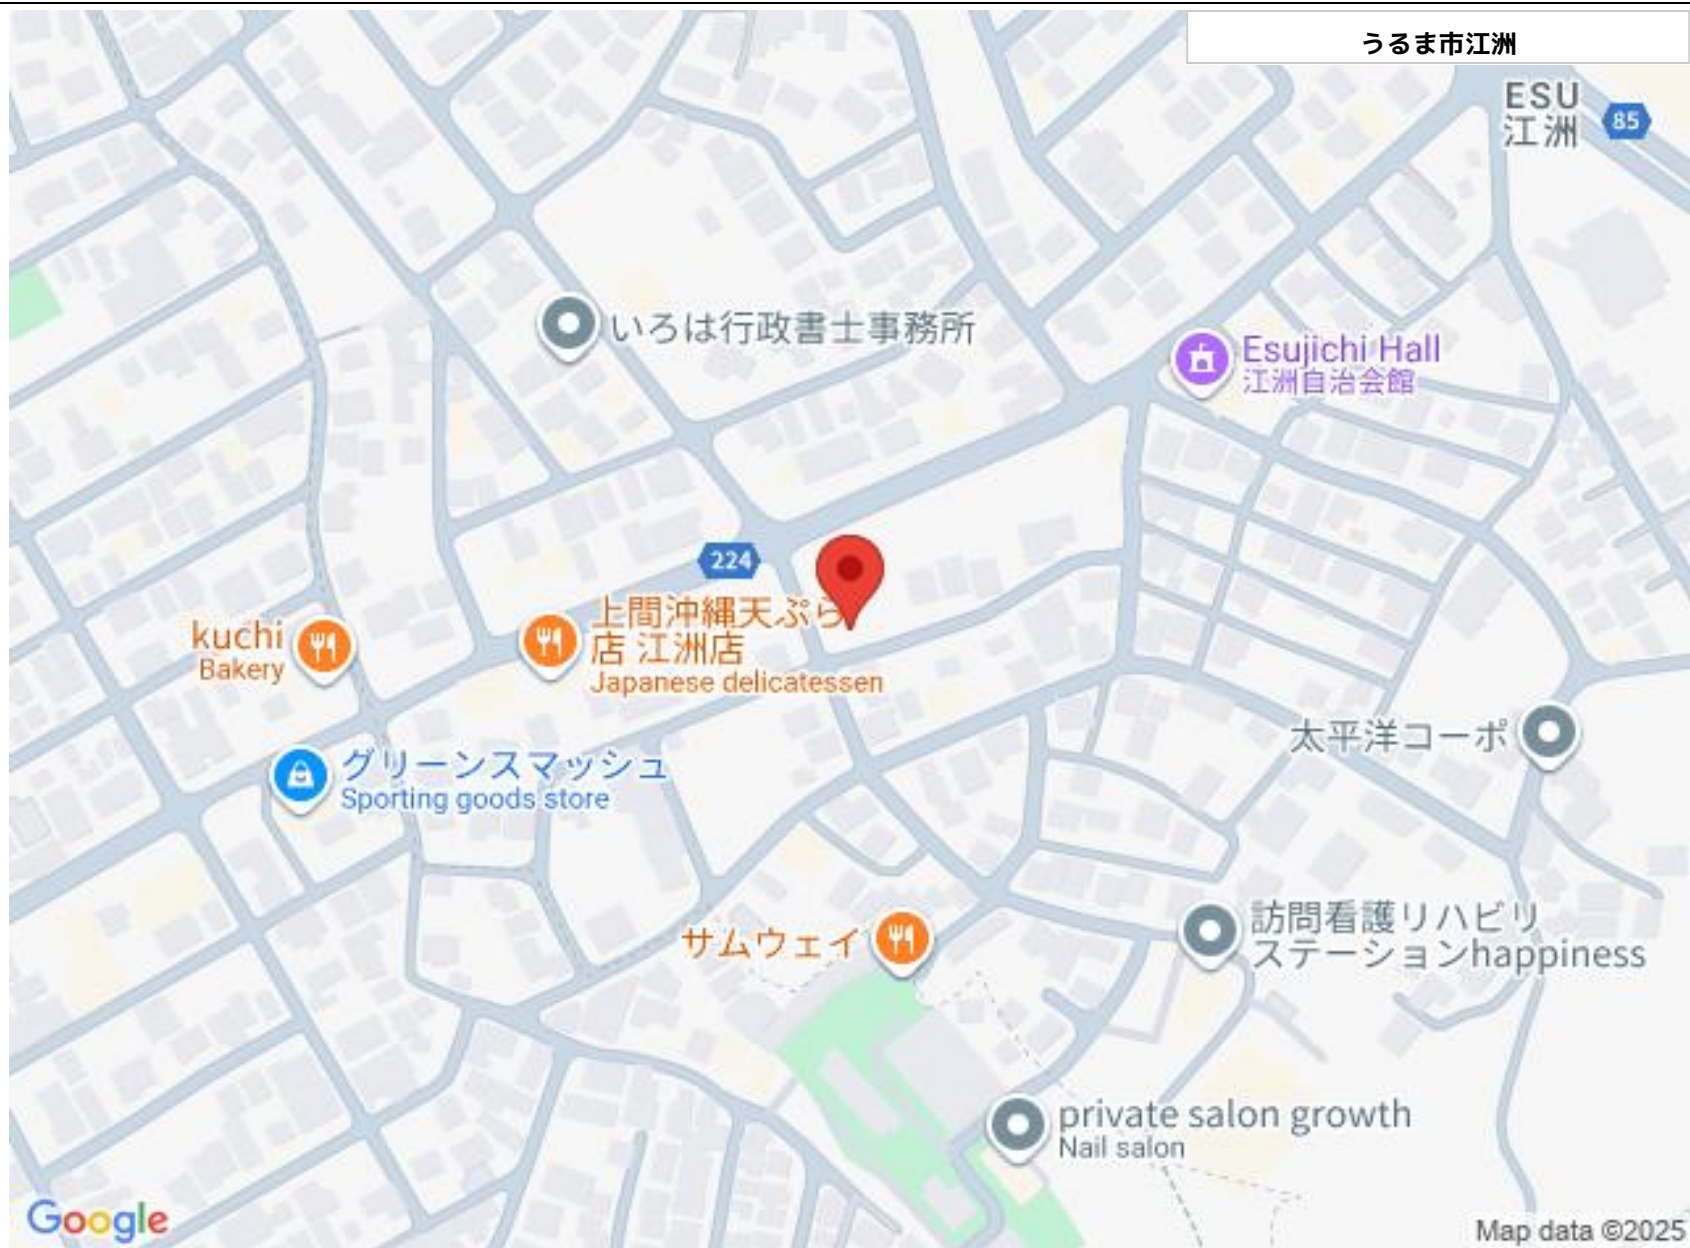 うるま市江洲
ESU
江洲
85
いろは行政書士事務所
Esujichi Hall
江洲自治会館
224
上間沖縄天ぷら
店 江洲店
Japanese delicatessen
kuchi
Bakery
グリーンスマッシュ
Sporting goods store
太平洋コーポ
サムウェイ
訪問看護リハビリ
ステーションhappiness
private salon growth
Nail salon
Google
Map data ©2025